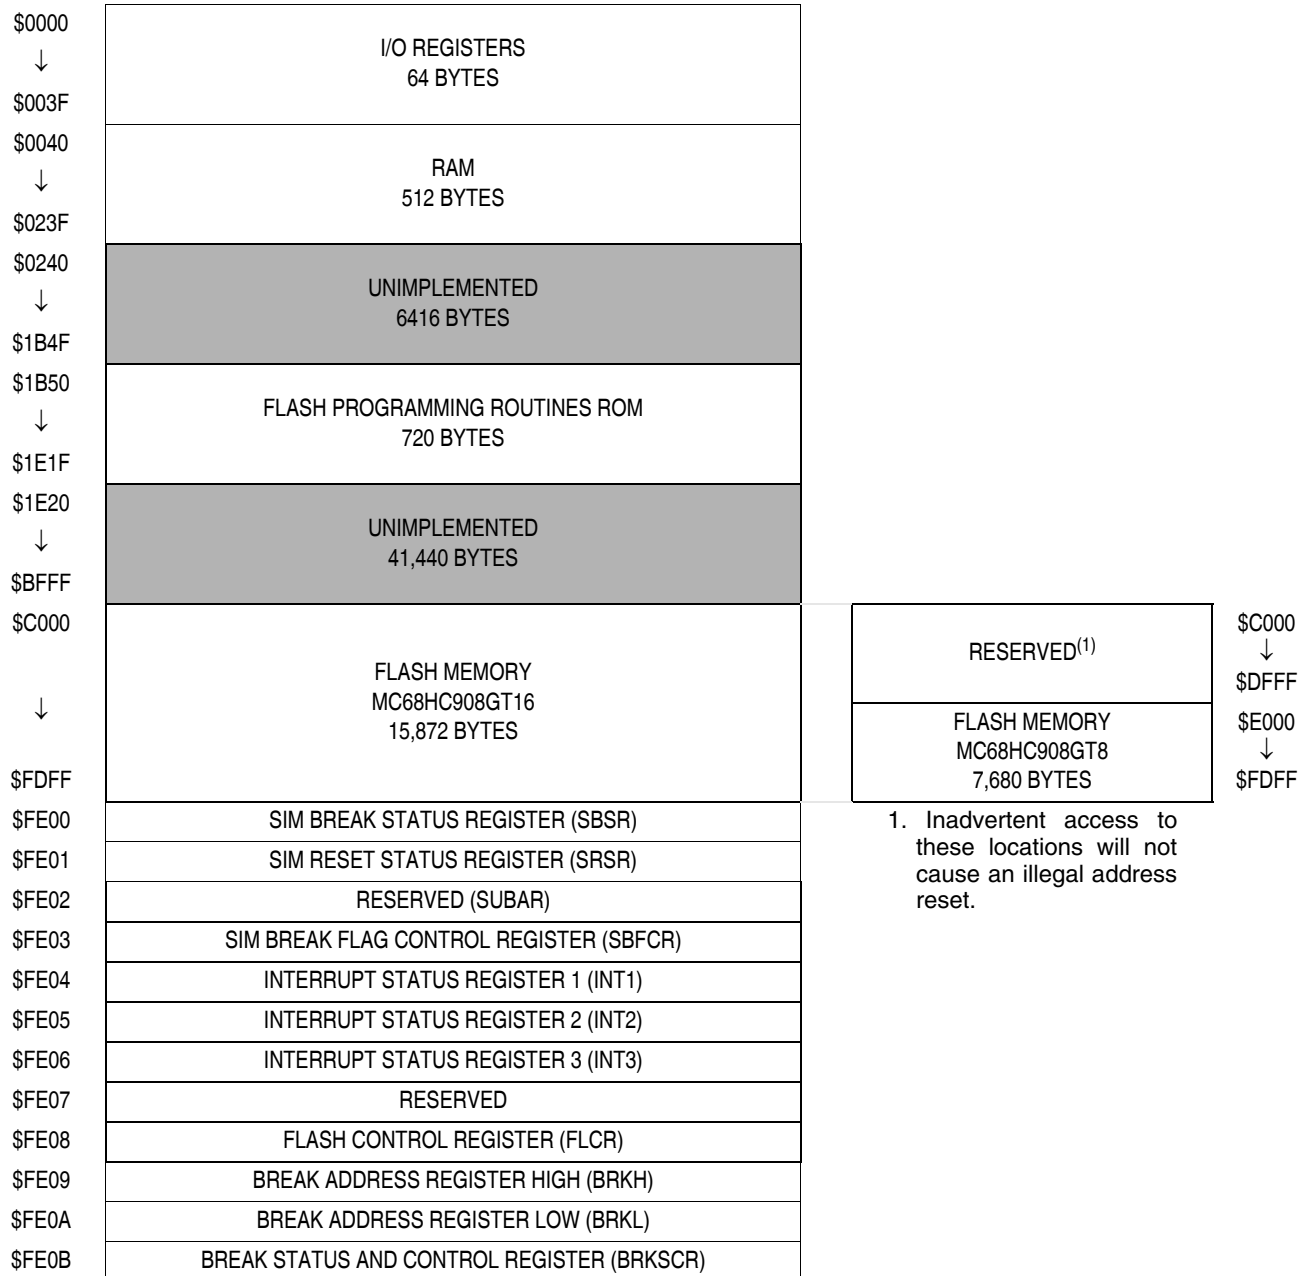 $0000
↓
$003F
I/O REGISTERS
64 BYTES
$0040
↓
$023F
RAM
512 BYTES
$0240
↓
$1B4F
UNIMPLEMENTED
6416 BYTES
$1B50
↓
$1E1F
FLASH PROGRAMMING ROUTINES ROM
720 BYTES
$1E20
↓
$BFFF
UNIMPLEMENTED
41,440 BYTES
$C000
↓
$FDFF
FLASH MEMORY
MC68HC908GT16
15,872 BYTES
RESERVED(1)
$C000
↓
$DFFF
FLASH MEMORY
MC68HC908GT8
7,680 BYTES
$E000
↓
$FDFF
1. Inadvertent access to
these locations will not
cause an illegal address
reset.
$FE00 SIM BREAK STATUS REGISTER (SBSR)
$FE01 SIM RESET STATUS REGISTER (SRSR)
$FE02 RESERVED (SUBAR)
$FE03 SIM BREAK FLAG CONTROL REGISTER (SBFCR)
$FE04 INTERRUPT STATUS REGISTER 1 (INT1)
$FE05 INTERRUPT STATUS REGISTER 2 (INT2)
$FE06 INTERRUPT STATUS REGISTER 3 (INT3)
$FE07 RESERVED
$FE08 FLASH CONTROL REGISTER (FLCR)
$FE09 BREAK ADDRESS REGISTER HIGH (BRKH)
$FE0A BREAK ADDRESS REGISTER LOW (BRKL)
$FE0B BREAK STATUS AND CONTROL REGISTER (BRKSCR)